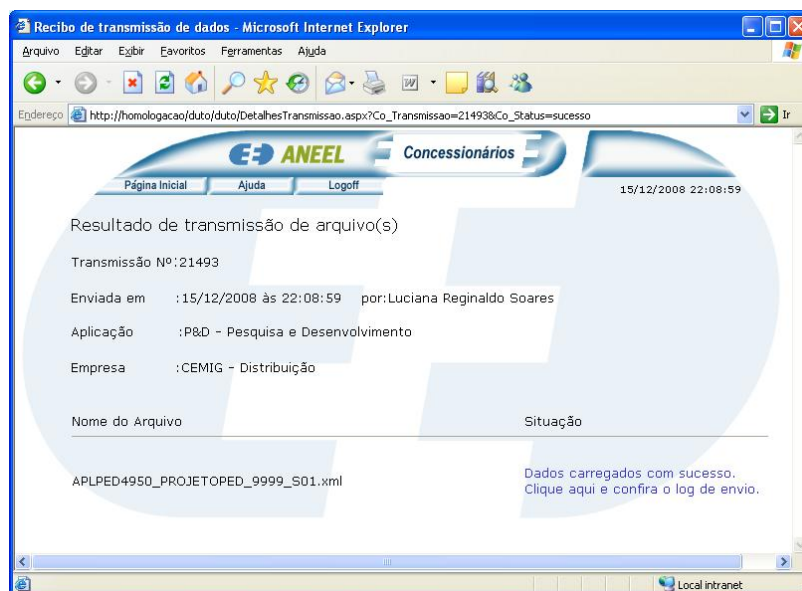 Recibo de transmissão de dados - Microsoft Internet Explorer
Arquivo Editar Exibir Favoritos Ferramentas Ajuda
Endereço http://homologacao/duto/duto/DetalhesTransmissao.aspx?Co_Transmissao=21493&Co_Status=sucesso Ir
ANEEL Concessionários
Página Inicial Ajuda Logoff 15/12/2008 22:08:59
Resultado de transmissão de arquivo(s)
Transmissão Nº:21493
Enviada em :15/12/2008 às 22:08:59 por:Luciana Reginaldo Soares
Aplicação :P&D - Pesquisa e Desenvolvimento
Empresa :CEMIG - Distribuição
Nome do Arquivo Situação
APLPED4950_PROJETOPED_9999_S01.xml Dados carregados com sucesso.
Clique aqui e confira o log de envio.
Local intranet